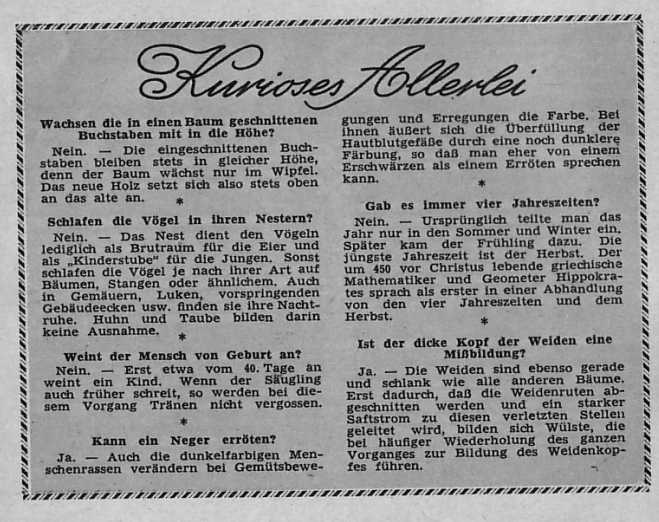 Kurioses Allerlei
Wachsen die in einen Baum geschnittenen
Buchstaben mit in die Höhe?
Nein. — Die eingeschnittenen Buch-
staben bleiben stets in gleicher Höhe,
denn der Baum wächst nur im Wipfel.
Das neue Holz setzt sich also stets oben
an das alte an.
*
Schlafen die Vögel in ihren Nestern?
Nein. — Das Nest dient den Vögeln
lediglich als Brutraum für die Eier und
als „Kinderstube“ für die Jungen. Sonst
schlafen die Vögel je nach ihrer Art auf
Bäumen, Stangen oder ähnlichem. Auch
in Gemäuern, Luken, vorspringenden
Gebäudeecken usw. finden sie ihre Nacht-
ruhe. Huhn und Taube bilden darin
keine Ausnahme.
*
Weint der Mensch von Geburt an?
Nein. — Erst etwa vom 40. Tage an
weint ein Kind. Wenn der Säugling
auch früher schreit, so werden bei die-
sem Vorgang Tränen nicht vergossen.
*
Kann ein Neger erröten?
Ja. — Auch die dunkelfarbigen Men-
schenrassen verändern bei Gemütsbewe-
gungen und Erregungen die Farbe. Bei
ihnen äußert sich die Überfüllung der
Hautblutgefäße durch eine noch dunklere
Färbung, so daß man eher von einem
Erschwärzen als einem Erröten sprechen
kann.
*
Gab es immer vier Jahreszeiten?
Nein. — Ursprünglich teilte man das
Jahr nur in den Sommer und Winter ein.
Später kam der Frühling dazu. Die
jüngste Jahreszeit ist der Herbst. Der
um 450 vor Christus lebende griechische
Mathematiker und Geometer Hippokra-
tes sprach als erster in einer Abhandlung
von den vier Jahreszeiten und dem
Herbst.
*
Ist der dicke Kopf der Weiden eine
Mißbildung?
Ja. — Die Weiden sind ebenso gerade
und schlank wie alle anderen Bäume.
Erst dadurch, daß die Weidenruten ab-
geschnitten werden und ein starker
Saftstrom zu diesen verletzten Stellen
geleitet wird, bilden sich Wülste, die
bei häufiger Wiederholung des ganzen
Vorganges zur Bildung des Weidenkop-
fes führen.